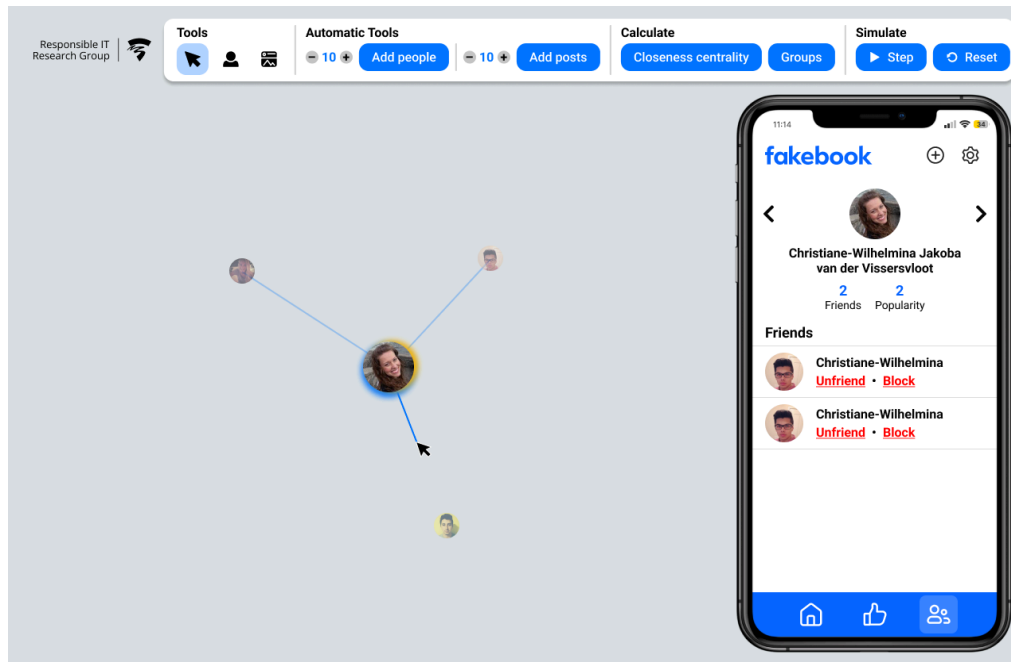 Responsible IT
Research Group
Tools
Automatic Tools
Calculate
Simulate
10
Add people
10
Add posts
Closeness centrality
Groups
Step
Reset
11:14
34
fakebook
Christiane-Wilhelmina Jakoba
van der Vissersvloot
2
2
Friends
Popularity
Friends
Christiane-Wilhelmina
Unfriend • Block
Christiane-Wilhelmina
Unfriend • Block